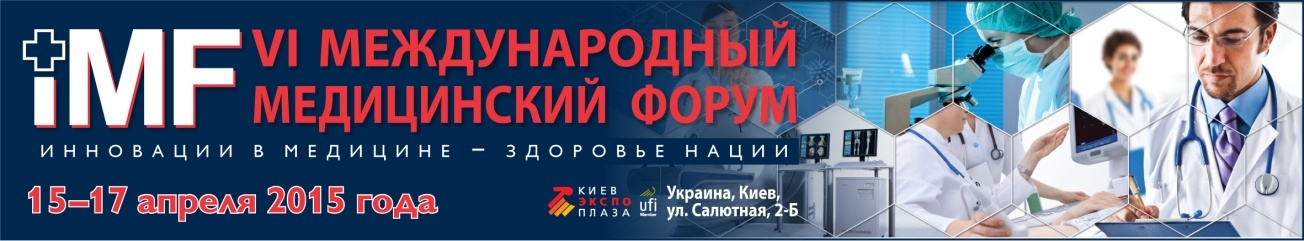 iMF
VI МЕЖДУНАРОДНЫЙ
МЕДИЦИНСКИЙ ФОРУМ
ИННОВАЦИИ В МЕДИЦИНЕ – ЗДОРОВЬЕ НАЦИИ
15–17 апреля 2015 года
КИЕВ
ЭКСПО
ПЛАЗА
ufi
Member
Украина, Киев,
ул. Салютная, 2-Б